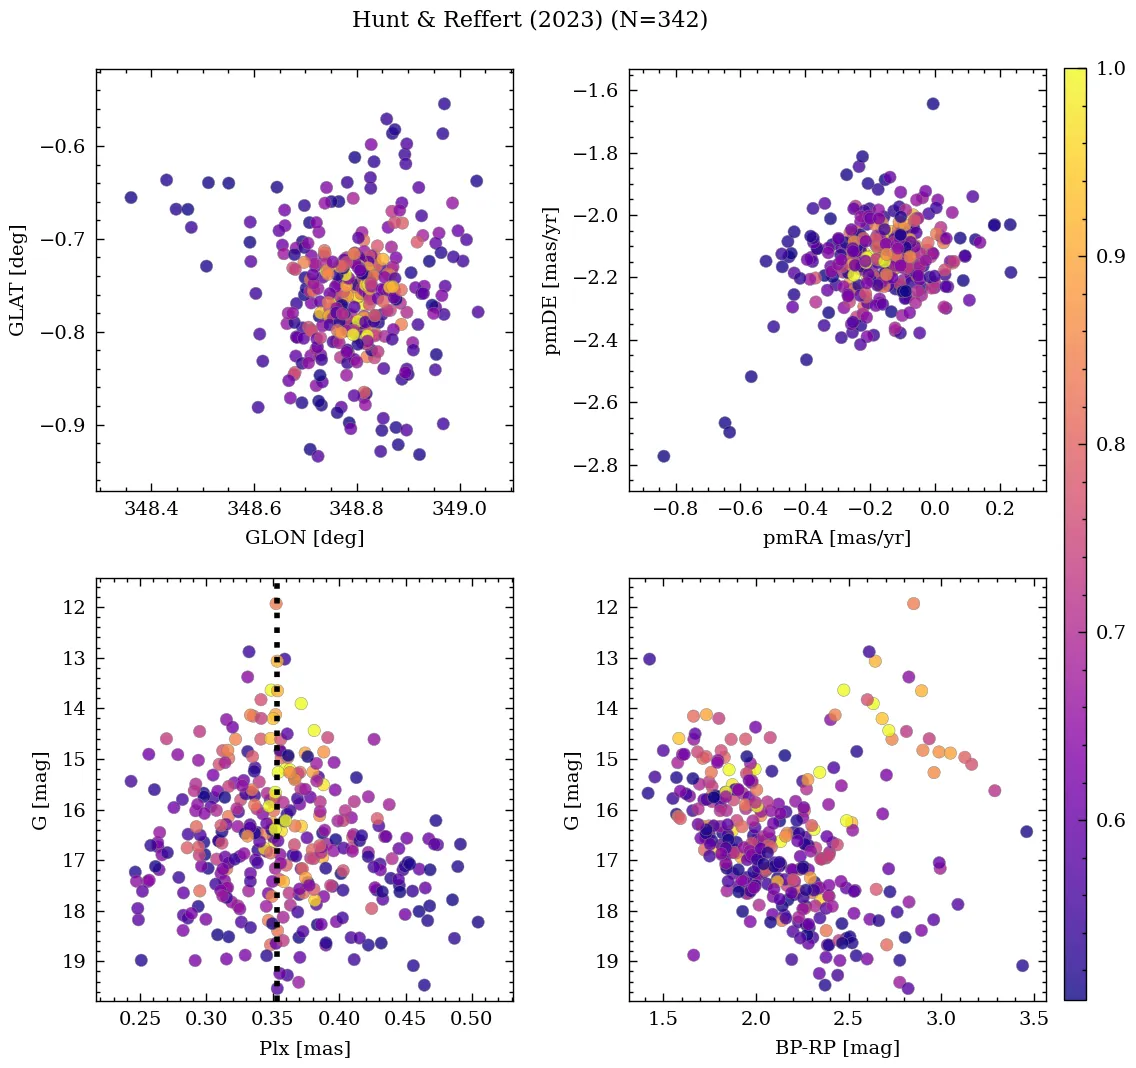 Hunt & Reffert (2023) (N=342)
−0.6
−0.7
−0.8
−0.9
GLAT [deg]
348.4 348.6 348.8 349.0
GLON [deg]
−1.6
−1.8
−2.0
−2.2
−2.4
−2.6
−2.8
pmDE [mas/yr]
−0.8 −0.6 −0.4 −0.2 0.0 0.2
pmRA [mas/yr]
1.0
0.9
0.8
0.7
0.6
12
13
14
15
16
17
18
19
G [mag]
0.25 0.30 0.35 0.40 0.45 0.50
Plx [mas]
12
13
14
15
16
17
18
19
G [mag]
1.5 2.0 2.5 3.0 3.5
BP-RP [mag]